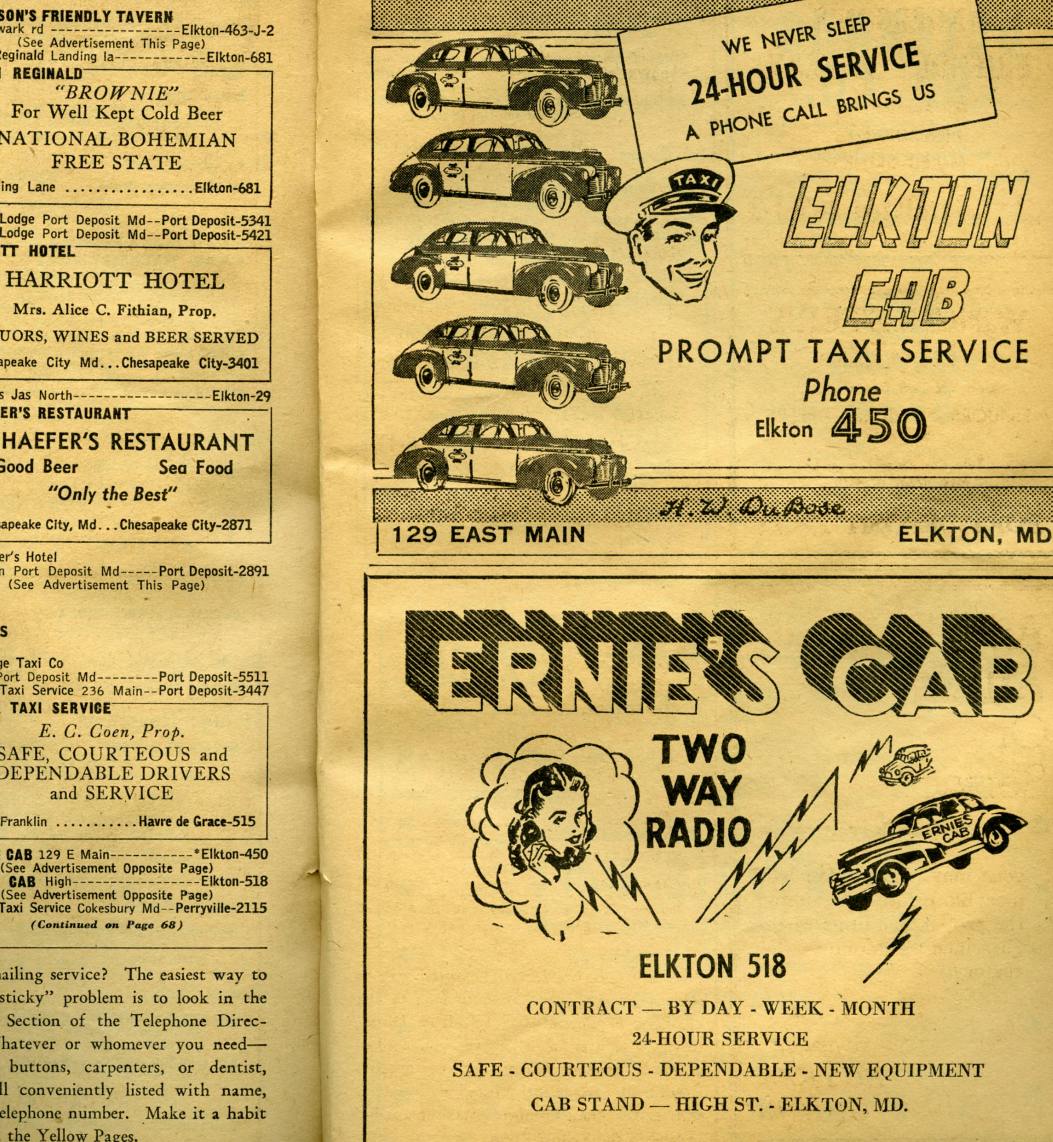 SON'S FRIENDLY TAVERN
wark rd ------------------Elkton-463-J-2
(See Advertisement This Page)
Reginald Landing la------------Elkton-681
REGINALD
"BROWNIE"
For Well Kept Cold Beer
NATIONAL BOHEMIAN
FREE STATE
ing Lane ................Elkton-681
Lodge Port Deposit Md--Port Deposit-5341
Lodge Port Deposit Md--Port Deposit-5421
TT HOTEL
HARRIOTT HOTEL
Mrs. Alice C. Fithian, Prop.
UORS, WINES and BEER SERVED
apeake City Md...Chesapeake City-3401
s Jas North------------------Elkton-29
ER'S RESTAURANT
HAEFER'S RESTAURANT
Good Beer Sea Food
"Only the Best"
sapeake City, Md...Chesapeake City-2871
er's Hotel
n Port Deposit Md-----Port Deposit-2891
(See Advertisement This Page)
S
ge Taxi Co
Port Deposit Md--------Port Deposit-5511
Taxi Service 236 Main--Port Deposit-3447
TAXI SERVICE
E. C. Coen, Prop.
SAFE, COURTEOUS and
DEPENDABLE DRIVERS
and SERVICE
Franklin ..........Havre de Grace-515
CAB 129 E Main-----------*Elkton-450
(See Advertisement Opposite Page)
CAB High-----------------Elkton-518
(See Advertisement Opposite Page)
Taxi Service Cokesbury Md--Perryville-2115
(Continued on Page 68)
ailing service? The easiest way to
sticky" problem is to look in the
Section of the Telephone Direc-
hatever or whomever you need—
buttons, carpenters, or dentist,
ll conveniently listed with name,
elephone number. Make it a habit
the Yellow Pages.
WE NEVER SLEEP
24-HOUR SERVICE
A PHONE CALL BRINGS US
TAXI
ELKTON
CAB
PROMPT TAXI SERVICE
Phone
Elkton 450
H. W. DuBose
129 EAST MAIN ELKTON, MD
ERNIE'S CAB
TWO
WAY
RADIO
ERNIE'S
CAB
ELKTON 518
CONTRACT — BY DAY - WEEK - MONTH
24-HOUR SERVICE
SAFE - COURTEOUS - DEPENDABLE - NEW EQUIPMENT
CAB STAND — HIGH ST. - ELKTON, MD.